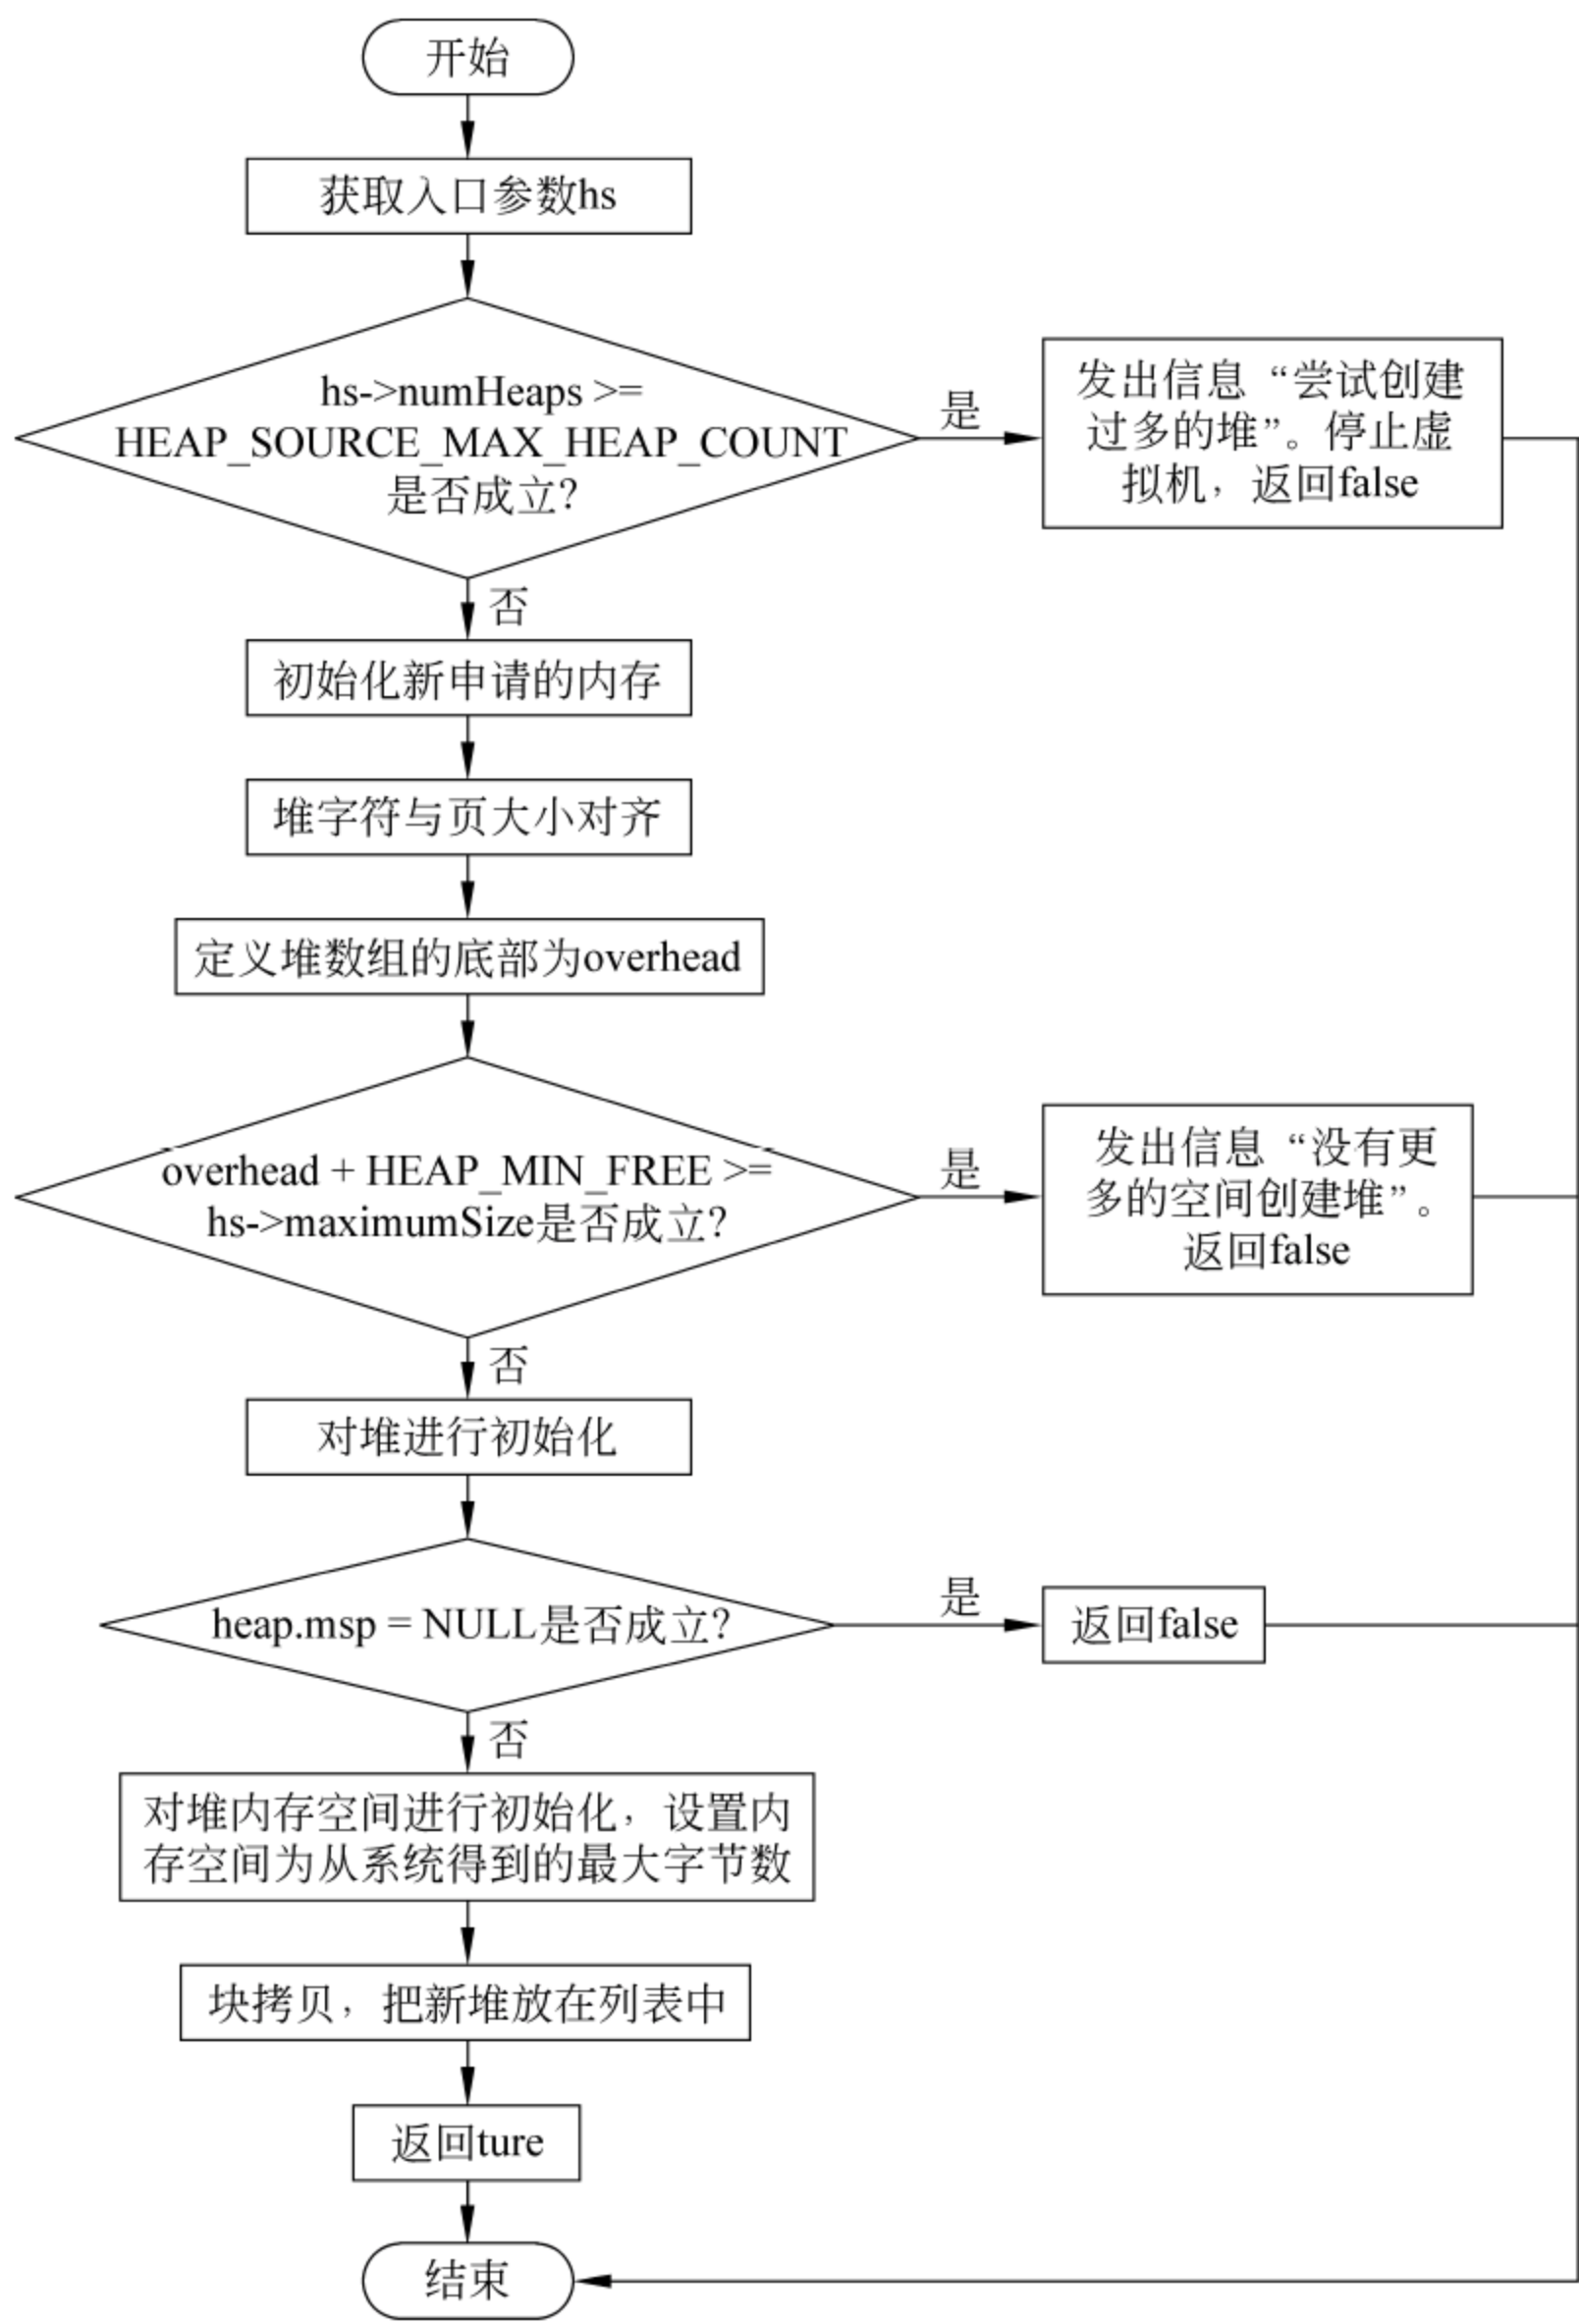 开始
获取入口参数hs
hs->numHeaps >=
HEAP_SOURCE_MAX_HEAP_COUNT
是否成立?
是
发出信息“尝试创建
过多的堆”。停止虚
拟机，返回false
否
初始化新申请的内存
堆字符与页大小对齐
定义堆数组的底部为overhead
overhead + HEAP_MIN_FREE >=
hs->maximumSize是否成立?
是
发出信息“没有更
多的空间创建堆”。
返回false
否
对堆进行初始化
heap.msp = NULL是否成立?
是
返回false
否
对堆内存空间进行初始化，设置内
存空间为从系统得到的最大字节数
块拷贝，把新堆放在列表中
返回ture
结束